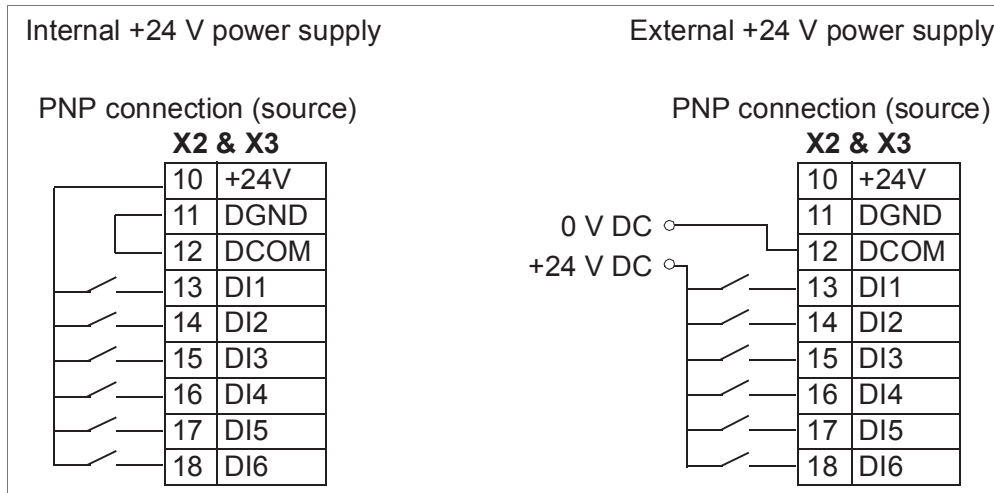 Internal +24 V power supply
PNP connection (source)
X2 & X3
10 +24V
11 DGND
12 DCOM
13 DI1
14 DI2
15 DI3
16 DI4
17 DI5
18 DI6
External +24 V power supply
PNP connection (source)
X2 & X3
0 V DC
+24 V DC
10 +24V
11 DGND
12 DCOM
13 DI1
14 DI2
15 DI3
16 DI4
17 DI5
18 DI6